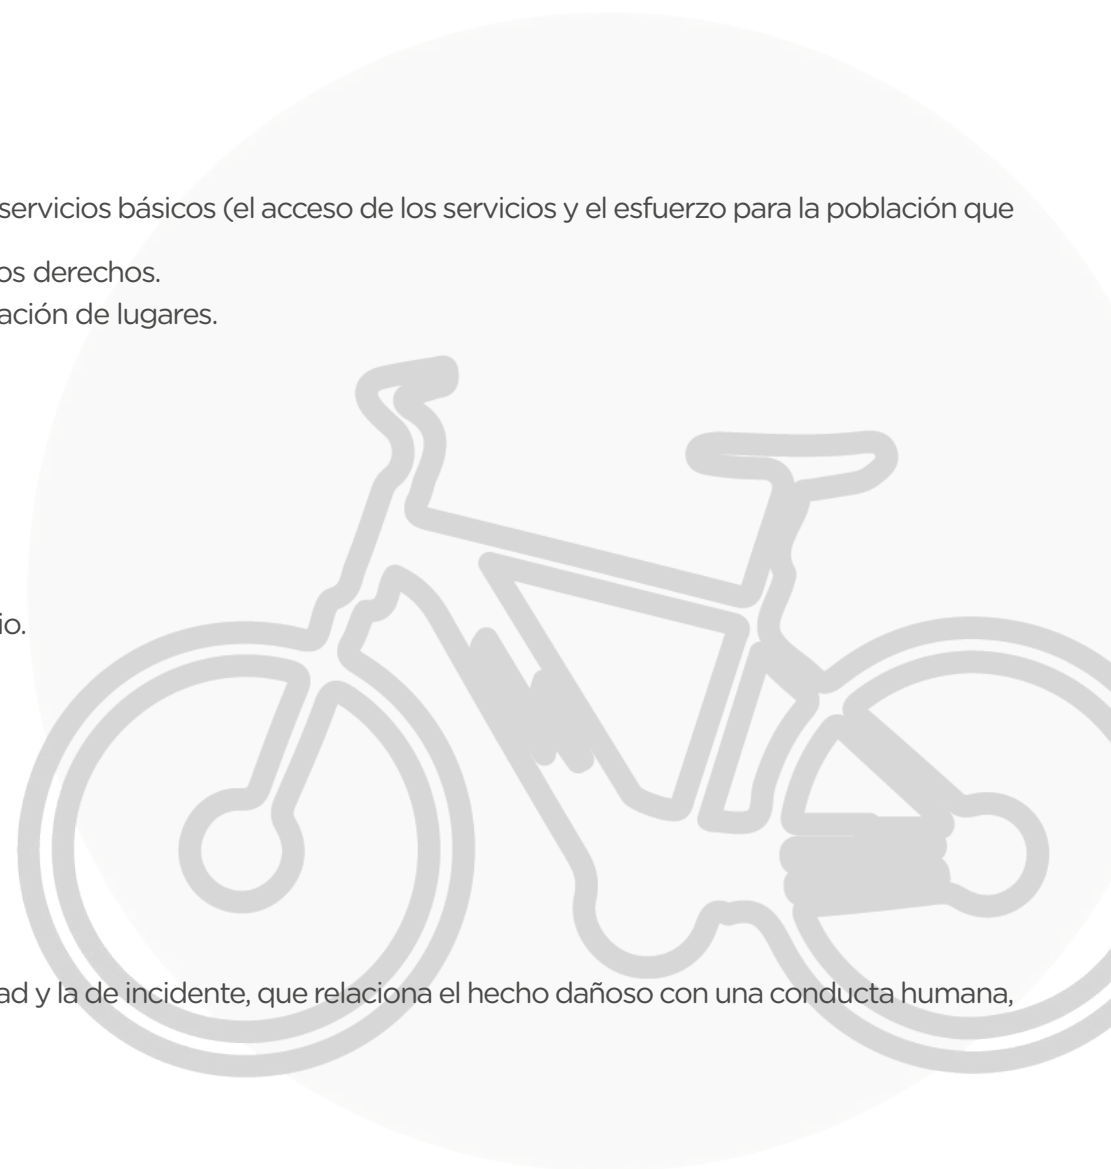 servicios básicos (el acceso de los servicios y el esfuerzo para la población que
os derechos.
ación de lugares.
io.
ad y la de incidente, que relaciona el hecho dañoso con una conducta humana,